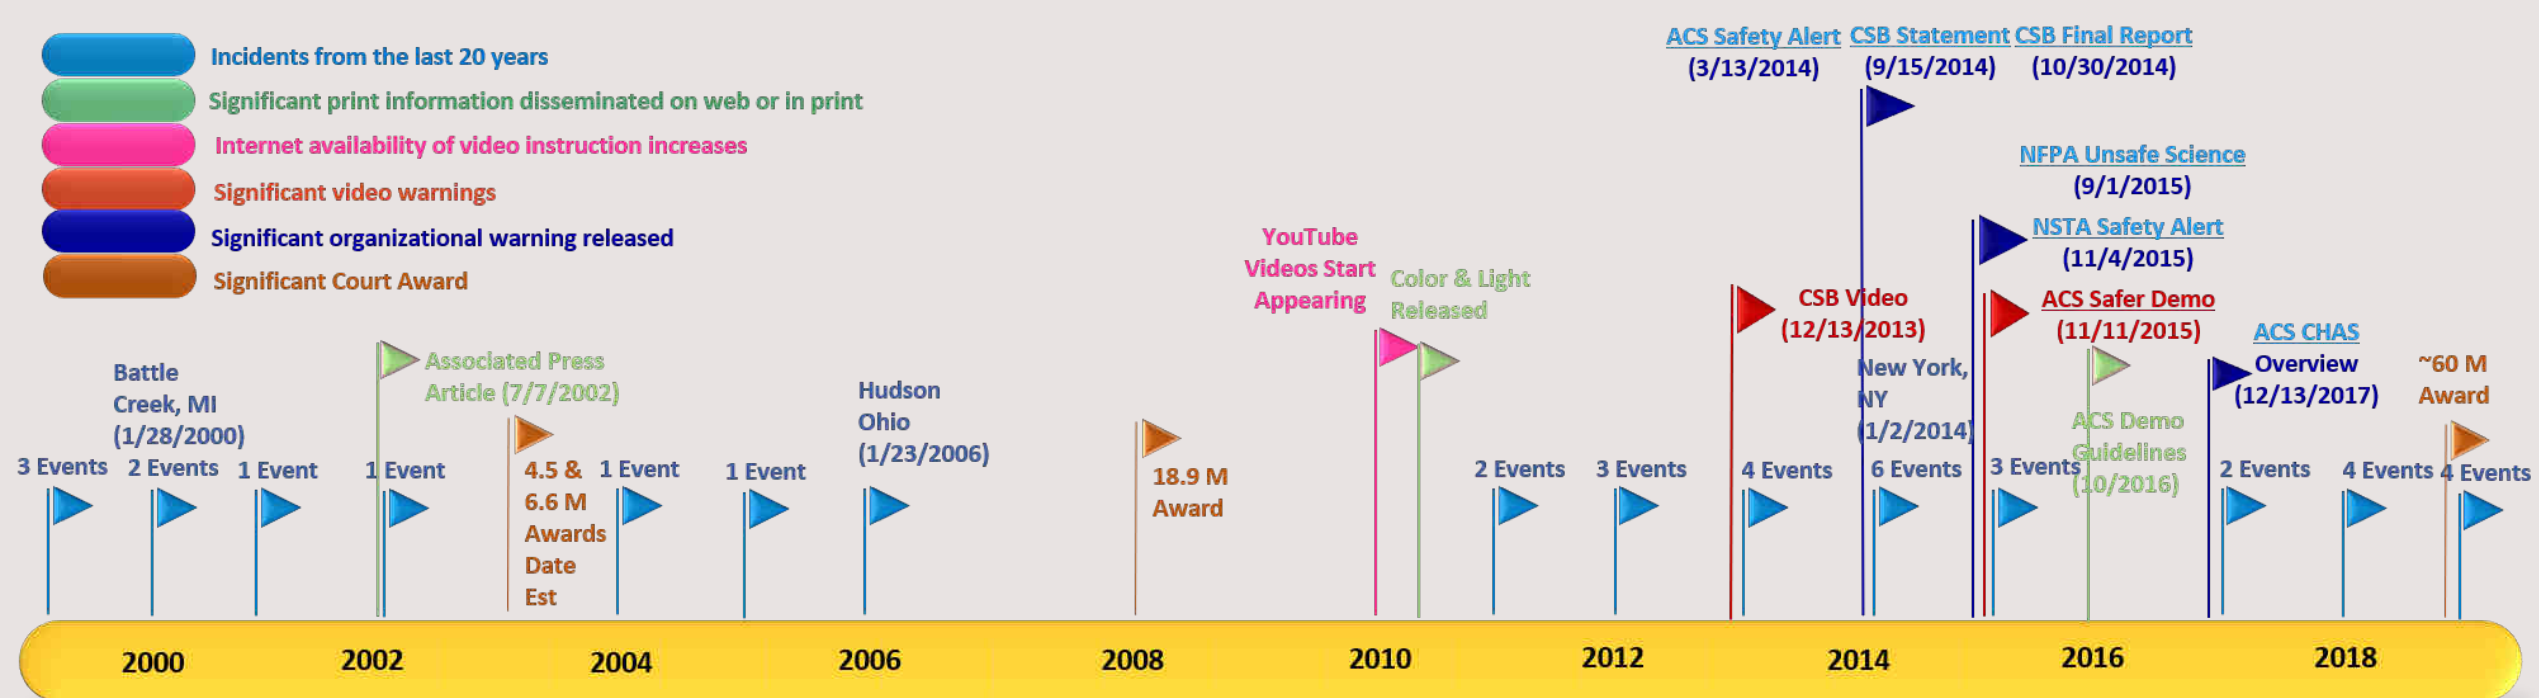 Incidents from the last 20 years
Significant print information disseminated on web or in print
Internet availability of video instruction increases
Significant video warnings
Significant organizational warning released
Significant Court Award
Battle
Creek, MI
(1/28/2000)
3 Events
2 Events
1 Event
1 Event
Associated Press
Article (7/7/2002)
4.5 &
6.6 M
Awards
Date
Est
1 Event
1 Event
Hudson
Ohio
(1/23/2006)
18.9 M
Award
YouTube
Videos Start
Appearing
Color & Light
Released
2 Events
3 Events
CSB Video
(12/13/2013)
4 Events
ACS Safety Alert
(3/13/2014)
CSB Statement
(9/15/2014)
CSB Final Report
(10/30/2014)
New York,
NY
(1/2/2014)
6 Events
NFPA Unsafe Science
(9/1/2015)
NSTA Safety Alert
(11/4/2015)
ACS Safer Demo
(11/11/2015)
3 Events
ACS Demo
Guidelines
(10/2016)
ACS CHAS
Overview
(12/13/2017)
2 Events
4 Events
~60 M
Award
4 Events
2000
2002
2004
2006
2008
2010
2012
2014
2016
2018